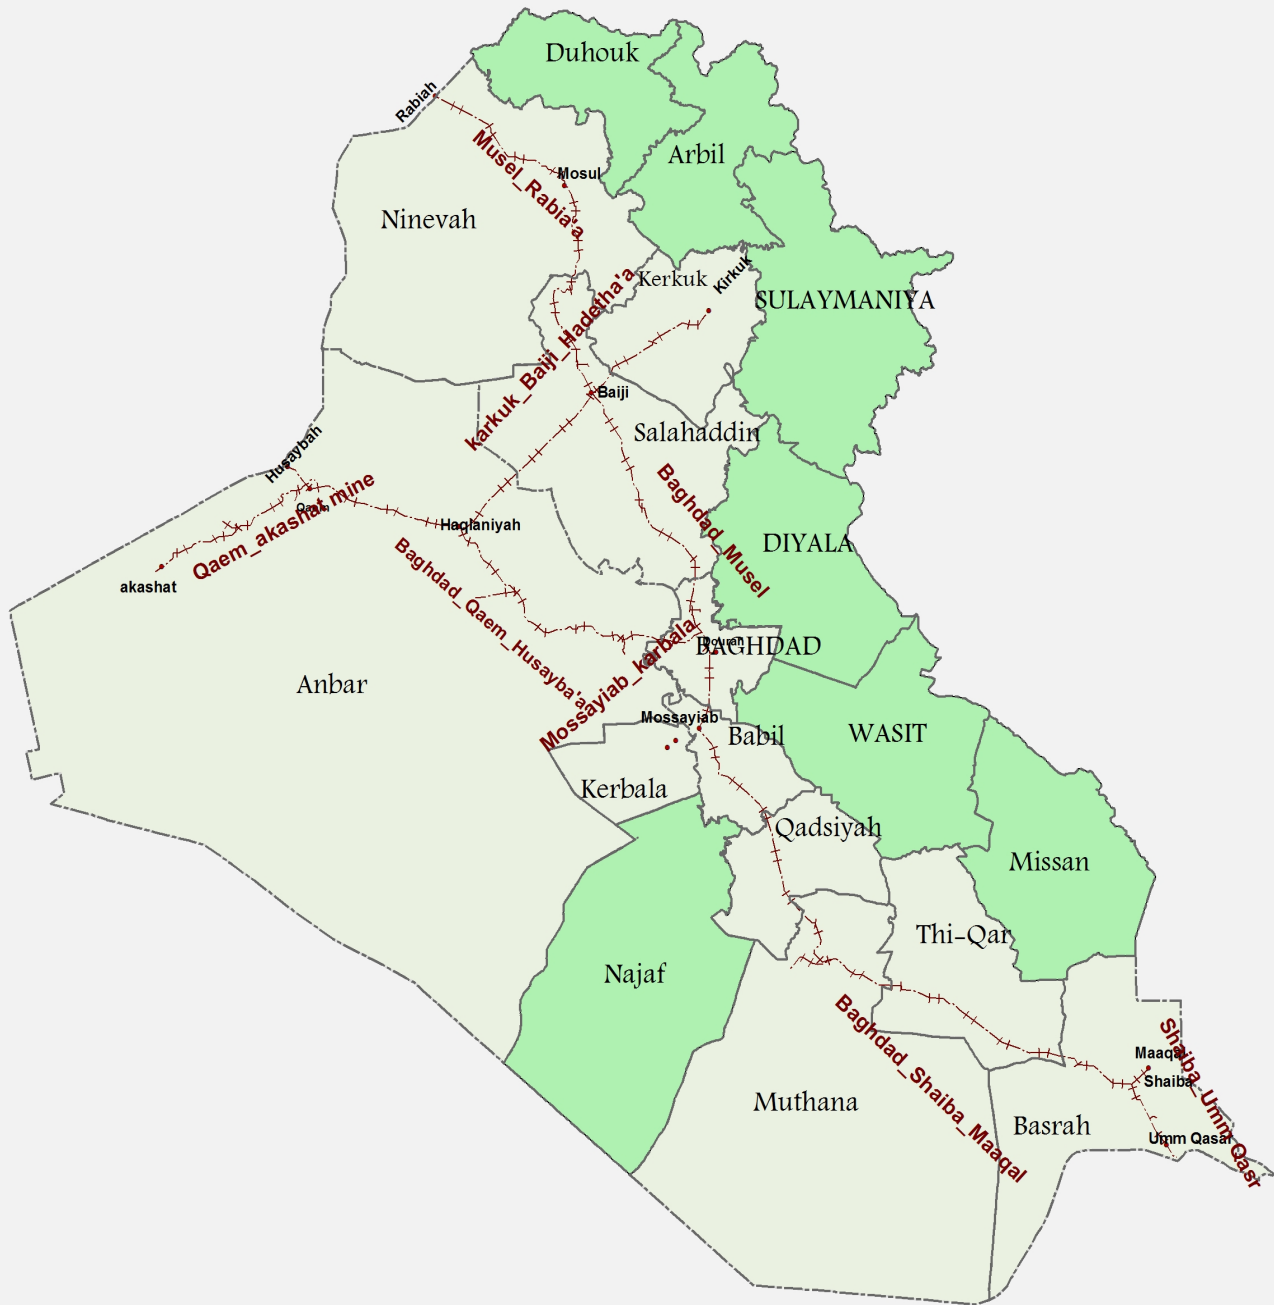 Duhouk
Rabiah
Arbil
Musel_Rabia'a
Mosul
Ninevah
Kerkuk
Kirkuk
SULAYMANIYA
karkuk_Baiji_Hadetha'a
Baiji
Salahaddin
Husaybah
Qaem
Qaem_akashat mine
Haqlaniyah
Baghdad_Musel
DIYALA
akashat
Baghdad_Qaem_Husayba'a
Dourah
BAGHDAD
Mossayiab_karbala
Anbar
Mossayiab
Babil
WASIT
Kerbala
Qadsiyah
Missan
Thi-Qar
Najaf
Baghdad_Shaiba_Maaqal
Maaqal
Shaiba
Shaiba_Umm Qasr
Muthana
Basrah
Umm Qasar